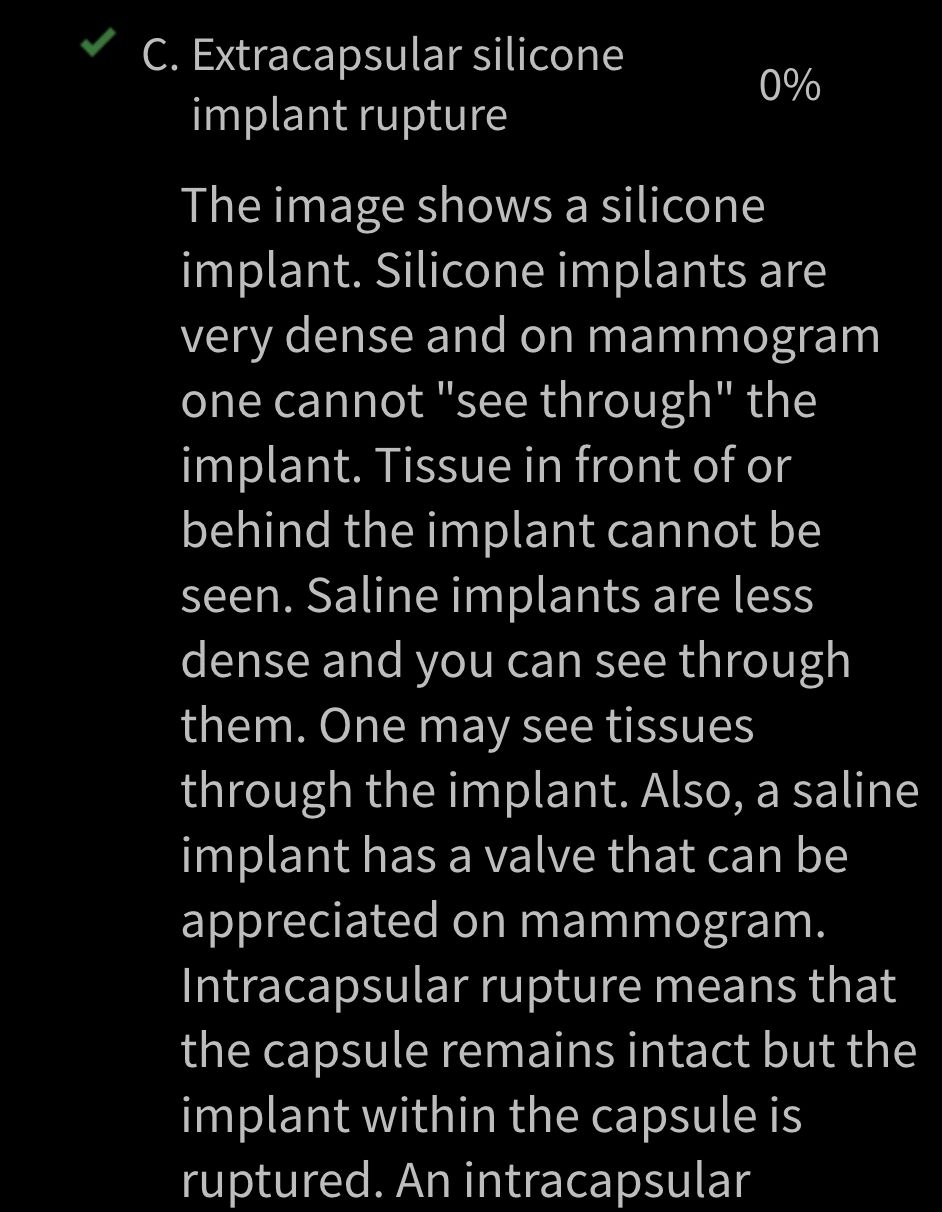 C. Extracapsular silicone
implant rupture
0%
The image shows a silicone
implant. Silicone implants are
very dense and on mammogram
one cannot "see through" the
implant. Tissue in front of or
behind the implant cannot be
seen. Saline implants are less
dense and you can see through
them. One may see tissues
through the implant. Also, a saline
implant has a valve that can be
appreciated on mammogram.
Intracapsular rupture means that
the capsule remains intact but the
implant within the capsule is
ruptured. An intracapsular